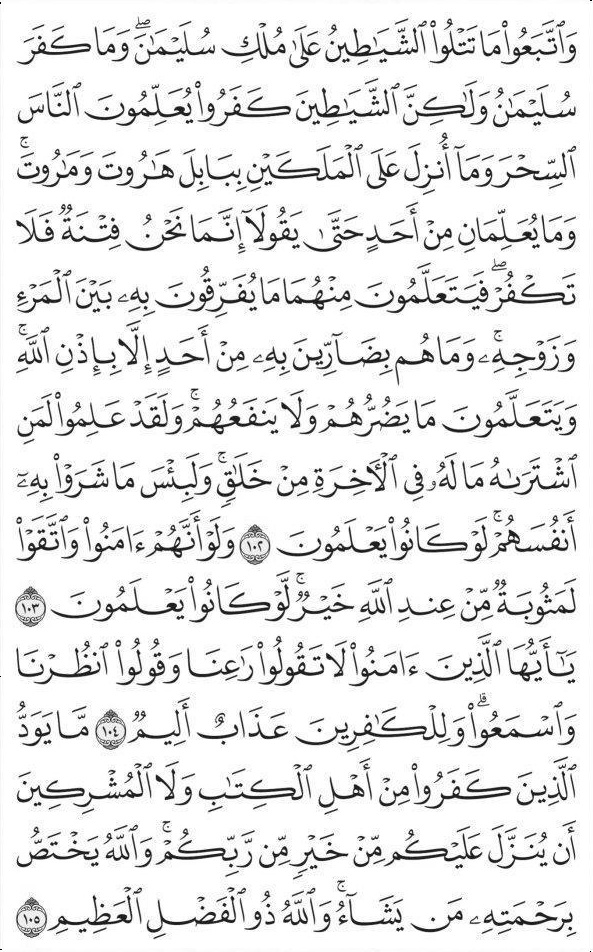 وَٱتَّبَعُوا۟ مَا تَتْلُوا۟ ٱلشَّيَٰطِينُ عَلَىٰ مُلْكِ سُلَيْمَٰنَۖ وَمَا كَفَرَ
سُلَيْمَٰنُ وَلَٰكِنَّ ٱلشَّيَٰطِينَ كَفَرُوا۟ يُعَلِّمُونَ ٱلنَّاسَ
ٱلسِّحْرَ وَمَآ أُنزِلَ عَلَى ٱلْمَلَكَيْنِ بِبَابِلَ هَٰرُوتَ وَمَٰرُوتَۚ
وَمَا يُعَلِّمَانِ مِنْ أَحَدٍ حَتَّىٰ يَقُولَآ إِنَّمَا نَحْنُ فِتْنَةٌ فَلَا
تَكْفُرْۖ فَيَتَعَلَّمُونَ مِنْهُمَا مَا يُفَرِّقُونَ بِهِۦ بَيْنَ ٱلْمَرْءِ
وَزَوْجِهِۦۚ وَمَا هُم بِضَآرِّينَ بِهِۦ مِنْ أَحَدٍ إِلَّا بِإِذْنِ ٱللَّهِۚ
وَيَتَعَلَّمُونَ مَا يَضُرُّهُمْ وَلَا يَنفَعُهُمْۚ وَلَقَدْ عَلِمُوا۟ لَمَنِ
ٱشْتَرَىٰهُ مَا لَهُۥ فِى ٱلْءَاخِرَةِ مِنْ خَلَٰقٍۚ وَلَبِئْسَ مَا شَرَوْا۟ بِهِۦٓ
أَنفُسَهُمْۚ لَوْ كَانُوا۟ يَعْلَمُونَ ١٠٢ وَلَوْ أَنَّهُمْ ءَامَنُوا۟ وَٱتَّقَوْا۟
لَمَثُوبَةٌ مِّنْ عِندِ ٱللَّهِ خَيْرٌۚ لَّوْ كَانُوا۟ يَعْلَمُونَ ١٠٣
يَٰٓأَيُّهَا ٱلَّذِينَ ءَامَنُوا۟ لَا تَقُولُوا۟ رَٰعِنَا وَقُولُوا۟ ٱنظُرْنَا
وَٱسْمَعُوا۟ۗ وَلِلْكَٰفِرِينَ عَذَابٌ أَلِيمٌ ١٠٤ مَّا يَوَدُّ
ٱلَّذِينَ كَفَرُوا۟ مِنْ أَهْلِ ٱلْكِتَٰبِ وَلَا ٱلْمُشْرِكِينَ
أَن يُنَزَّلَ عَلَيْكُم مِّنْ خَيْرٍ مِّن رَّبِّكُمْۚ وَٱللَّهُ يَخْتَصُّ
بِرَحْمَتِهِۦ مَن يَشَآءُۚ وَٱللَّهُ ذُو ٱلْفَضْلِ ٱلْعَظِيمِ ١٠٥